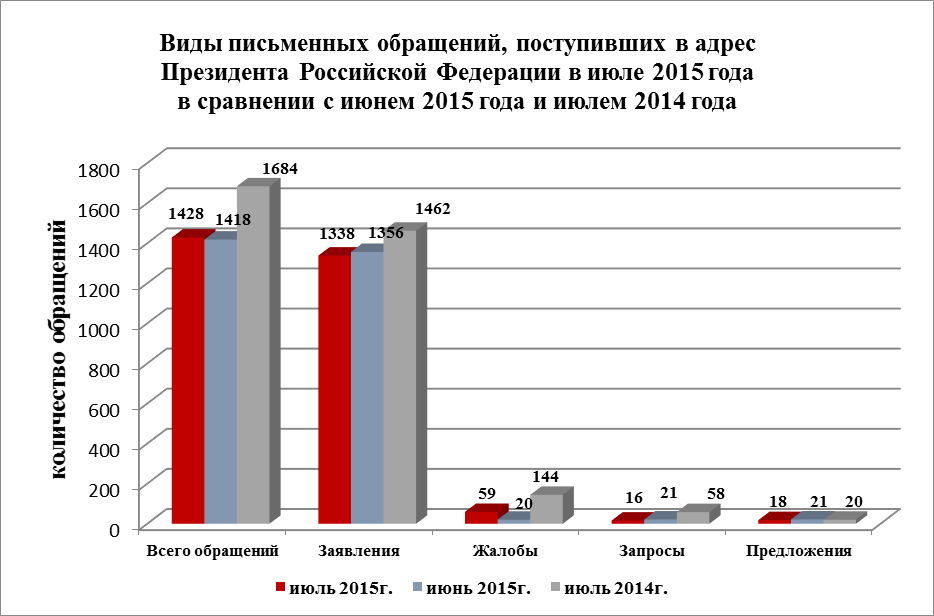 Виды письменных обращений, поступивших в адрес
Президента Российской Федерации в июле 2015 года
в сравнении с июнем 2015 года и июлем 2014 года
количество обращений
1800
1600
1400
1200
1000
800
600
400
200
0
1428
1418
1684
1338
1356
1462
59
20
144
16
21
58
18
21
20
Всего обращений
Заявления
Жалобы
Запросы
Предложения
июль 2015г.
июнь 2015г.
июль 2014г.